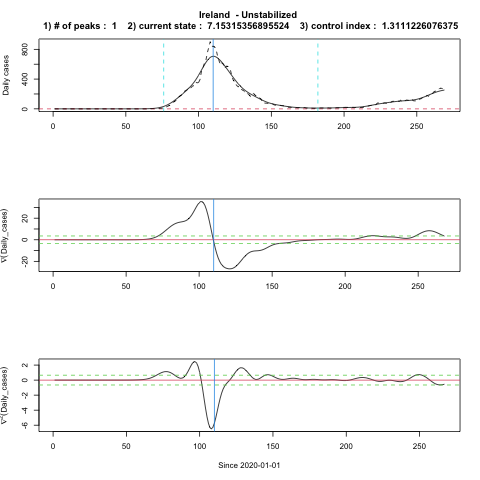 Ireland - Unstabilized
1) # of peaks : 1 2) current state : 7.15315356895524 3) control index : 1.3111226076375
Daily cases
800
400
0
0 50 100 150 200 250
∇(Daily_cases)
20
0
-20
0 50 100 150 200 250
∇²(Daily_cases)
2
0
-2
-4
-6
0 50 100 150 200 250
Since 2020-01-01